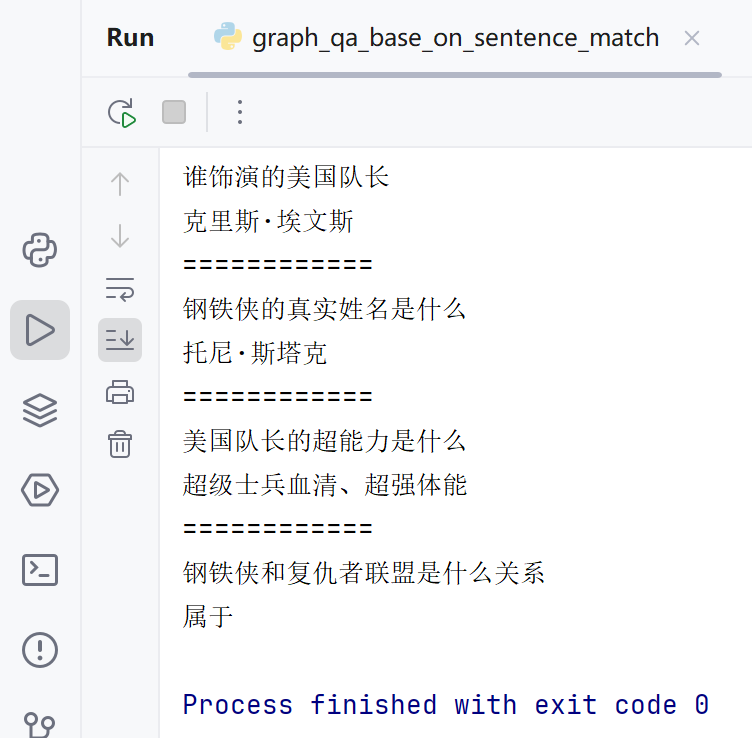 Run
graph_qa_base_on_sentence_match
谁饰演的美国队长
克里斯·埃文斯
============
钢铁侠的真实姓名是什么
托尼·斯塔克
============
美国队长的超能力是什么
超级士兵血清、超强体能
============
钢铁侠和复仇者联盟是什么关系
属于
Process finished with exit code 0